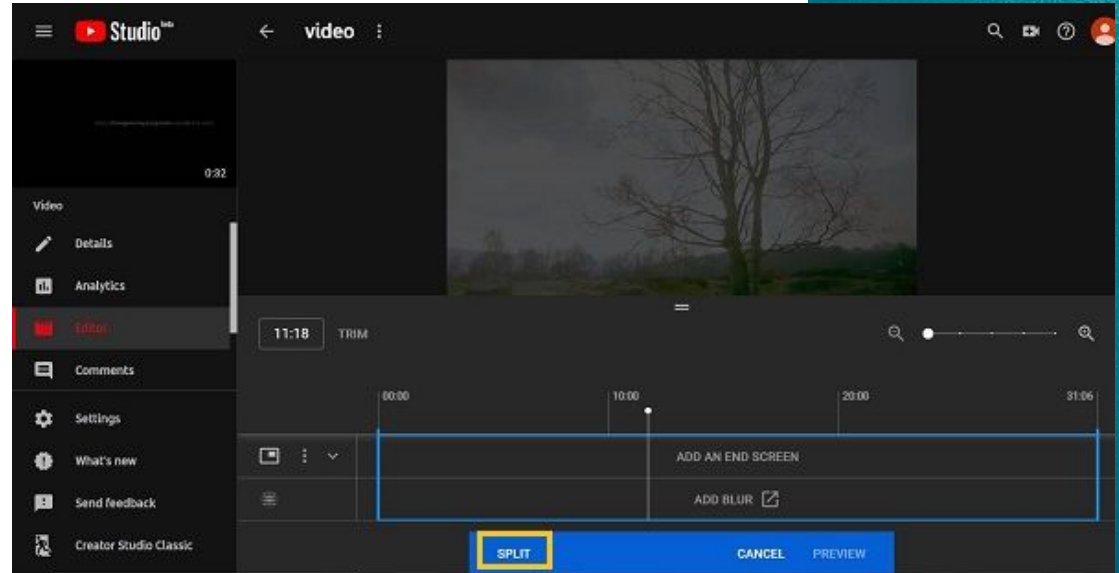 Studio beta
video
0:32
Video
Details
Analytics
Editor
Comments
Settings
What's new
Send feedback
Creator Studio Classic
11:18 TRIM
00:00 10:00 20:00 31:06
ADD AN END SCREEN
ADD BLUR
SPLIT CANCEL PREVIEW